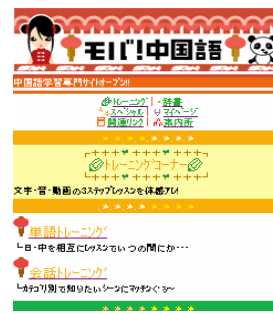 モバ!中国語
中国語学習専門サイトオープン!!
トレーニング | 辞書
スペシャル | マイページ
関連リンク | 案内所
トレーニングコーナー
文字・音・動画の3ステップレッスンを体感アレ!
単語トレーニング
┗日・中を相互にレッスンでいつの間にか・・・
会話トレーニング
┗カテゴリ別で知りたいシーンにマッチングぅ~